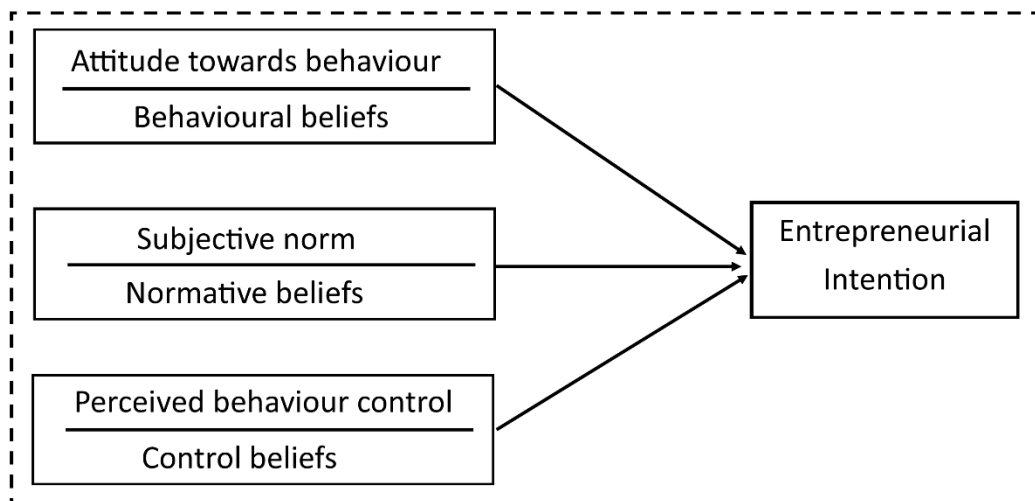 Attitude towards behaviour
Behavioural beliefs
Subjective norm
Normative beliefs
Perceived behaviour control
Control beliefs
Entrepreneurial
Intention